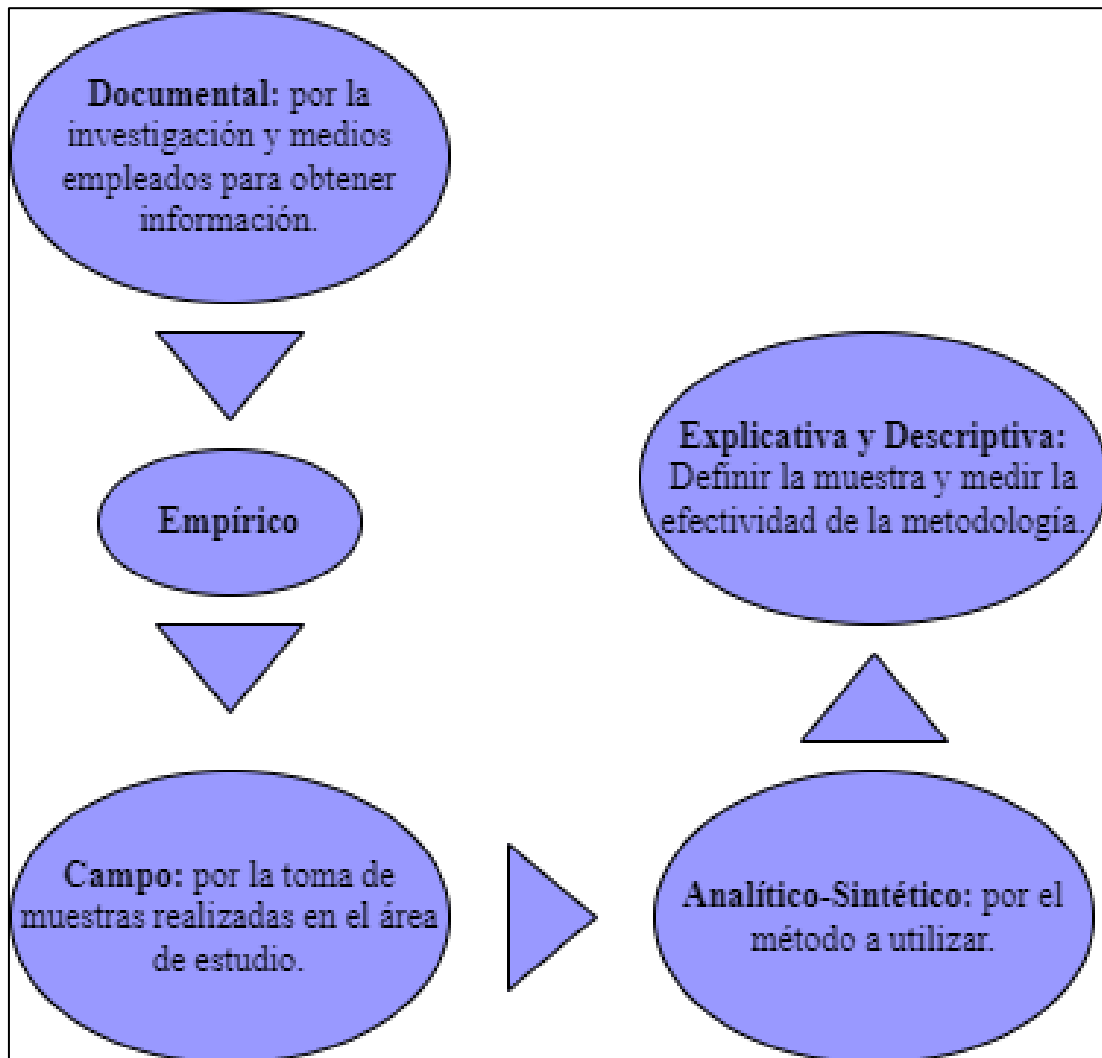 Documental: por la
investigación y medios
empleados para obtener
información.
Empírico
Campo: por la toma de
muestras realizadas en el área
de estudio.
Analítico-Sintético: por el
método a utilizar.
Explicativa y Descriptiva:
Definir la muestra y medir la
efectividad de la metodología.